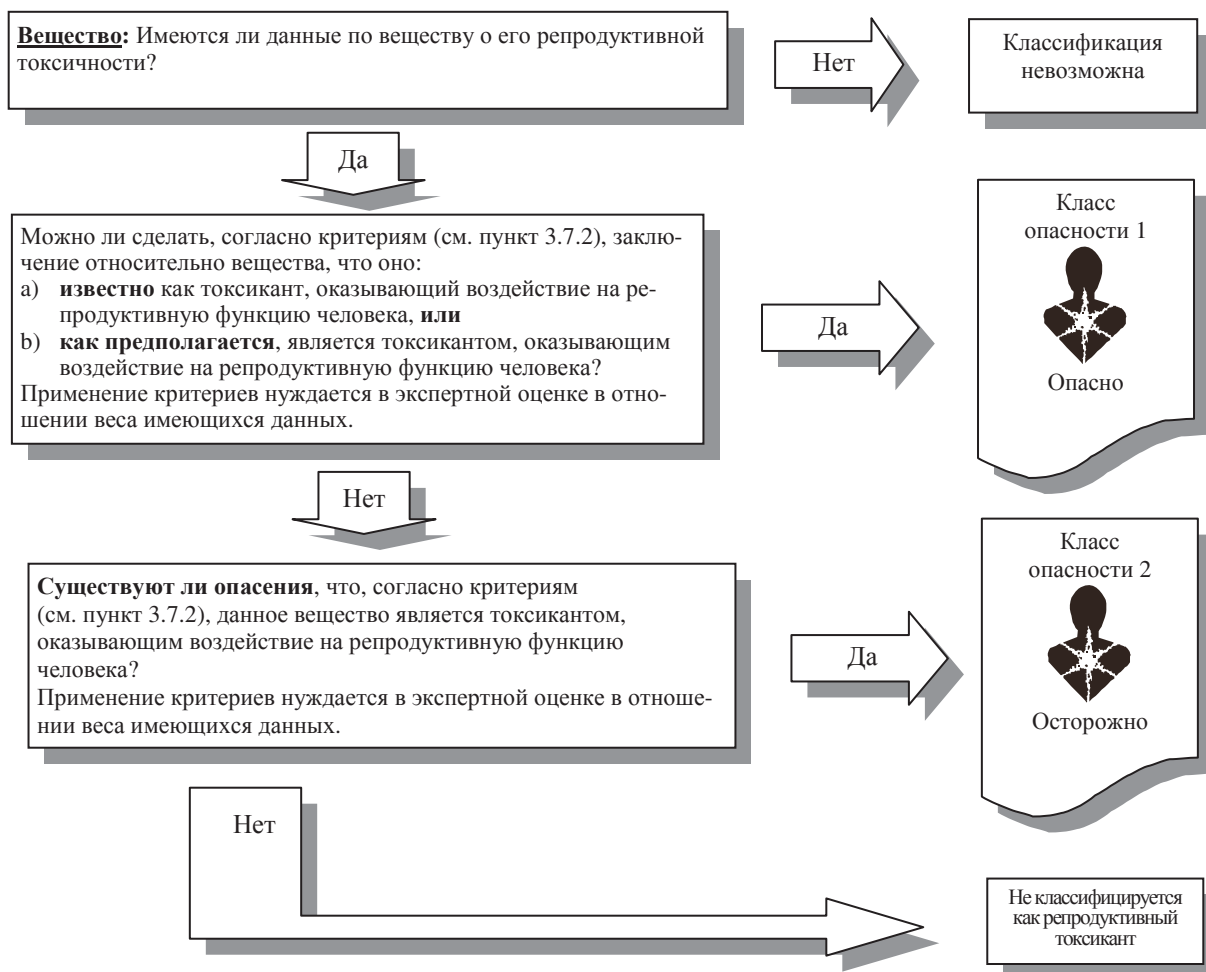 Вещество: Имеются ли данные по веществу о его репродуктивной
токсичности?
Нет
Классификация
невозможна
Да
Можно ли сделать, согласно критериям (см. пункт 3.7.2), заклю-
чение относительно вещества, что оно:
a) известно как токсикант, оказывающий воздействие на ре-
продуктивную функцию человека, или
b) как предполагается, является токсикантом, оказывающим
воздействие на репродуктивную функцию человека?
Применение критериев нуждается в экспертной оценке в отно-
шении веса имеющихся данных.
Да
Класс
опасности 1
Опасно
Нет
Существуют ли опасения, что, согласно критериям
(см. пункт 3.7.2), данное вещество является токсикантом,
оказывающим воздействие на репродуктивную функцию
человека?
Применение критериев нуждается в экспертной оценке в отноше-
нии веса имеющихся данных.
Да
Класс
опасности 2
Осторожно
Нет
Не классифицируется
как репродуктивный
токсикант